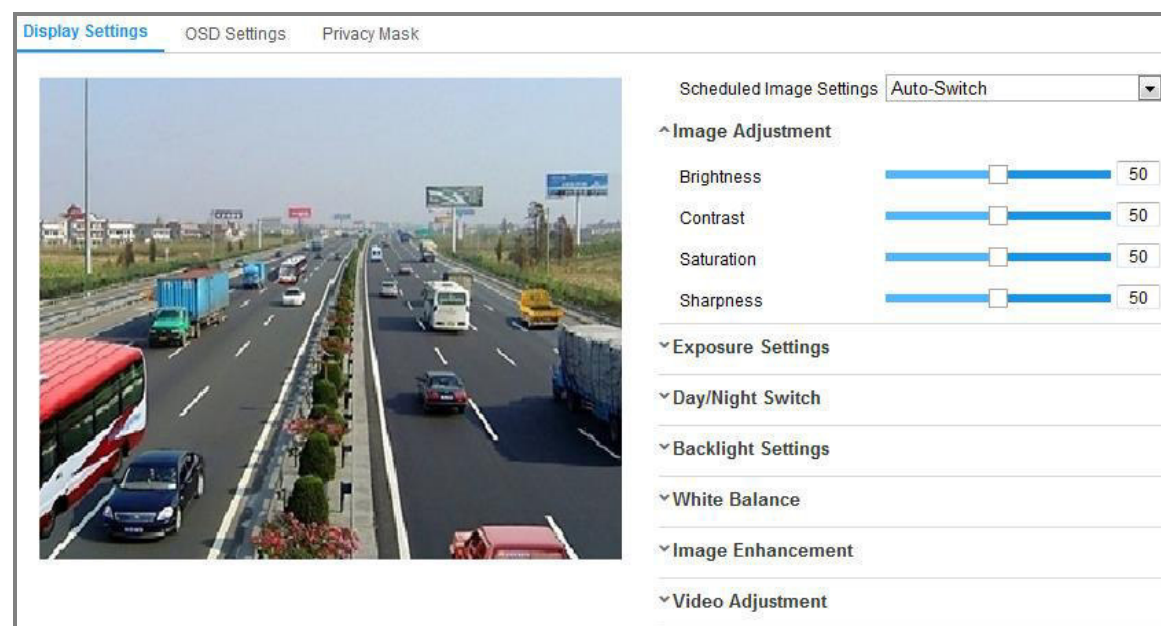 Display Settings OSD Settings Privacy Mask
Scheduled Image Settings Auto-Switch
Image Adjustment
Brightness 50
Contrast 50
Saturation 50
Sharpness 50
Exposure Settings
Day/Night Switch
Backlight Settings
White Balance
Image Enhancement
Video Adjustment